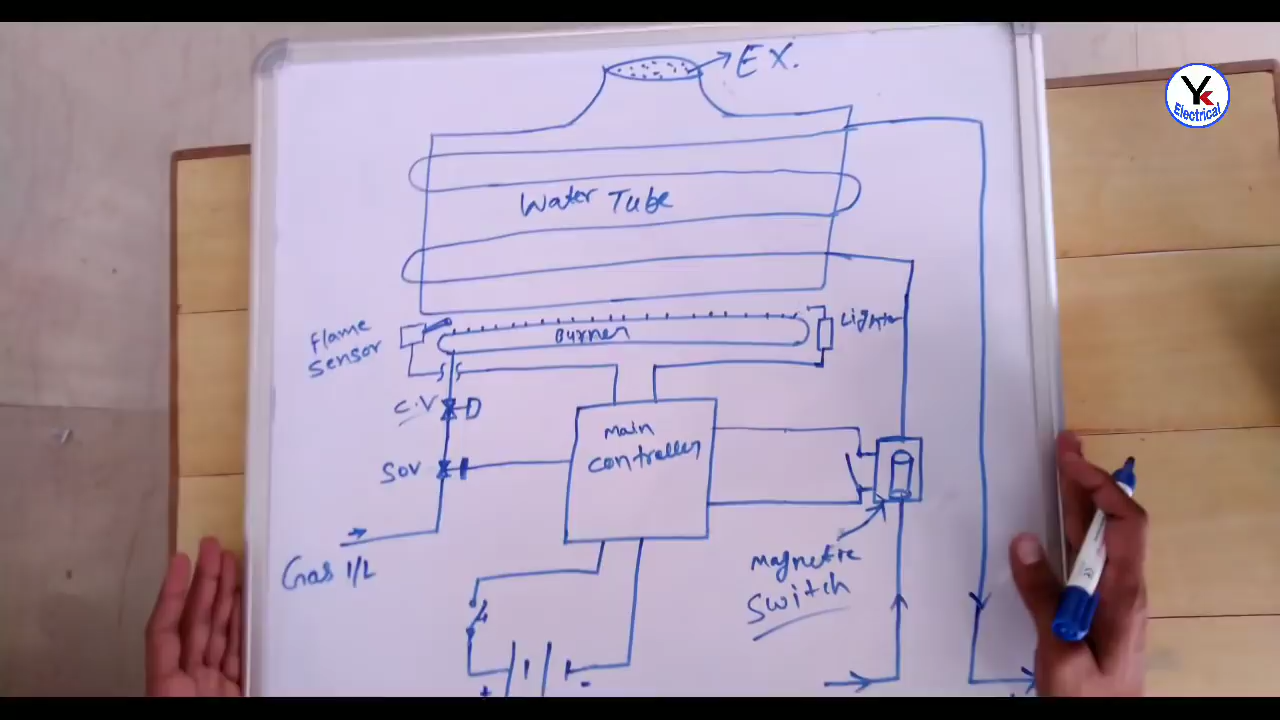 EX.
YK
Electrical
Water Tube
Flame
Sensor
Burner
Lighter
C.V
main
controller
SOV
Gas I/L
magnetic
Switch
+
-